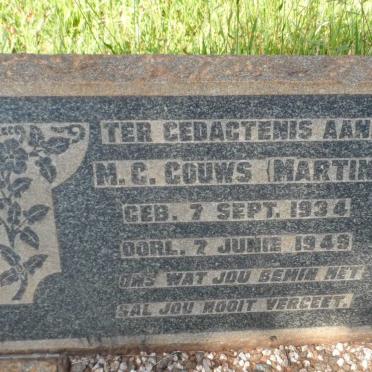 TER GEDAGTENIS AAN
M. C. GOUWS (MARTIN
GEB. 7 SEPT. 1934
OORL. 7 JUNIE 1949
ONS WAT JOU BEMIN HET
SAL JOU NOOIT VERGEET.